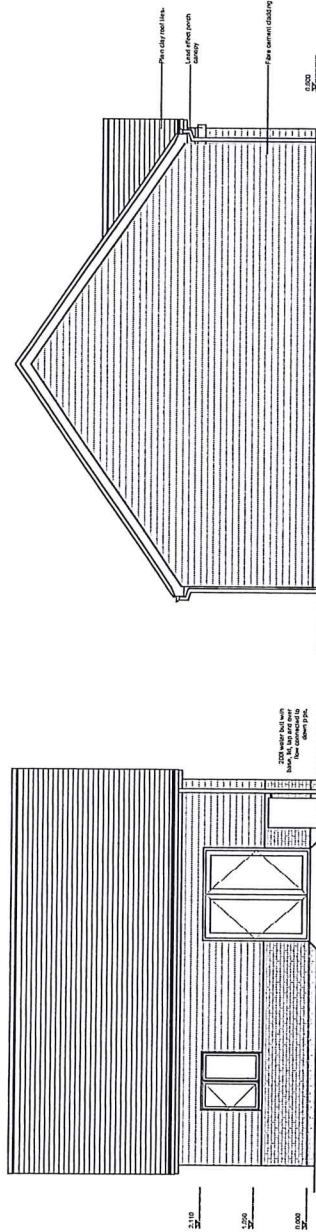 Plain clay roof tiles.
Lead effect porch
canopy
Fibre cement cladding
0.000
200l water butt with
base, lid, tap and over
flow connected to
down pipe.
2.110
1.050
0.000